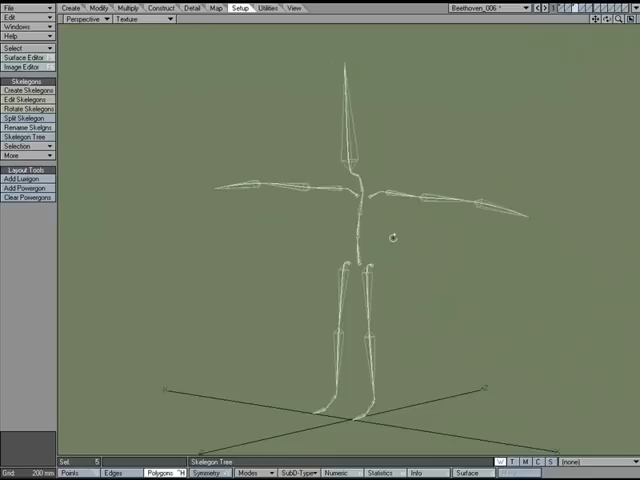 File Create Modify Multiply Construct Detail Map Setup Utilities View Beethoven_006 * 1
Edit Perspective Texture
Windows
Help
Select
Surface Editor
Image Editor
Skelegons
Create Skelegons
Edit Skelegons
Rotate Skelegons
Split Skelegon
Rename Skelgns
Skelegon Tree
Selection
More
Layout Tools
Add Luxigon
Add Powergon
Clear Powergons
Sel: 5 Skelegon Tree W T M C S (none)
Grid: 200 mm Points Edges Polygons ^H Symmetry Modes SubD-Type Numeric Statistics Info Surface